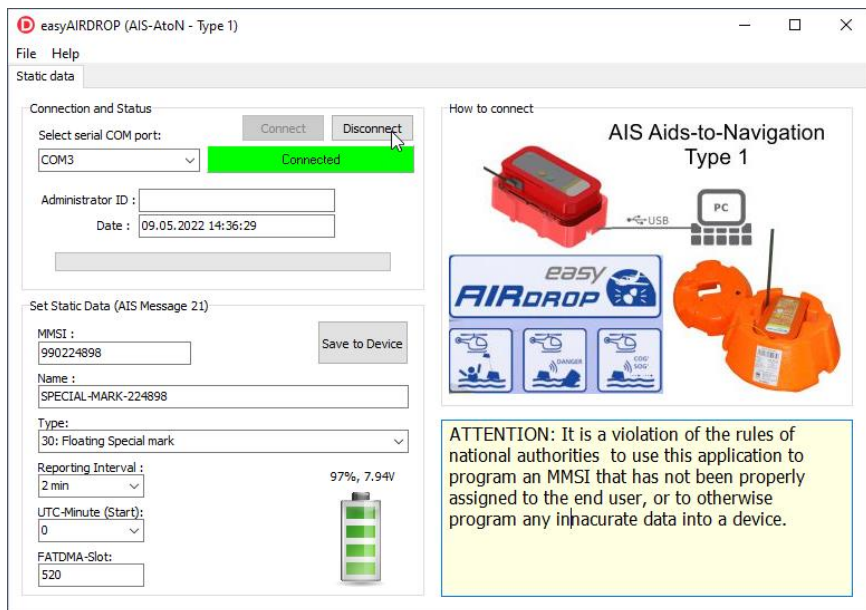 easyAIRDROP (AIS-AtoN - Type 1)
File Help
Static data
Connection and Status
Select serial COM port:
Connect
Disconnect
COM3
Connected
Administrator ID :
Date : 09.05.2022 14:36:29
Set Static Data (AIS Message 21)
MMSI :
990224898
Save to Device
Name :
SPECIAL-MARK-224898
Type:
30: Floating Special mark
Reporting Interval :
2 min
97%, 7.94V
UTC-Minute (Start):
0
FATDMA-Slot:
520
How to connect
AIS Aids-to-Navigation
Type 1
USB
PC
easy
AIRDROP
DANGER
COG'
SOG'
ATTENTION: It is a violation of the rules of
national authorities to use this application to
program an MMSI that has not been properly
assigned to the end user, or to otherwise
program any innacurate data into a device.